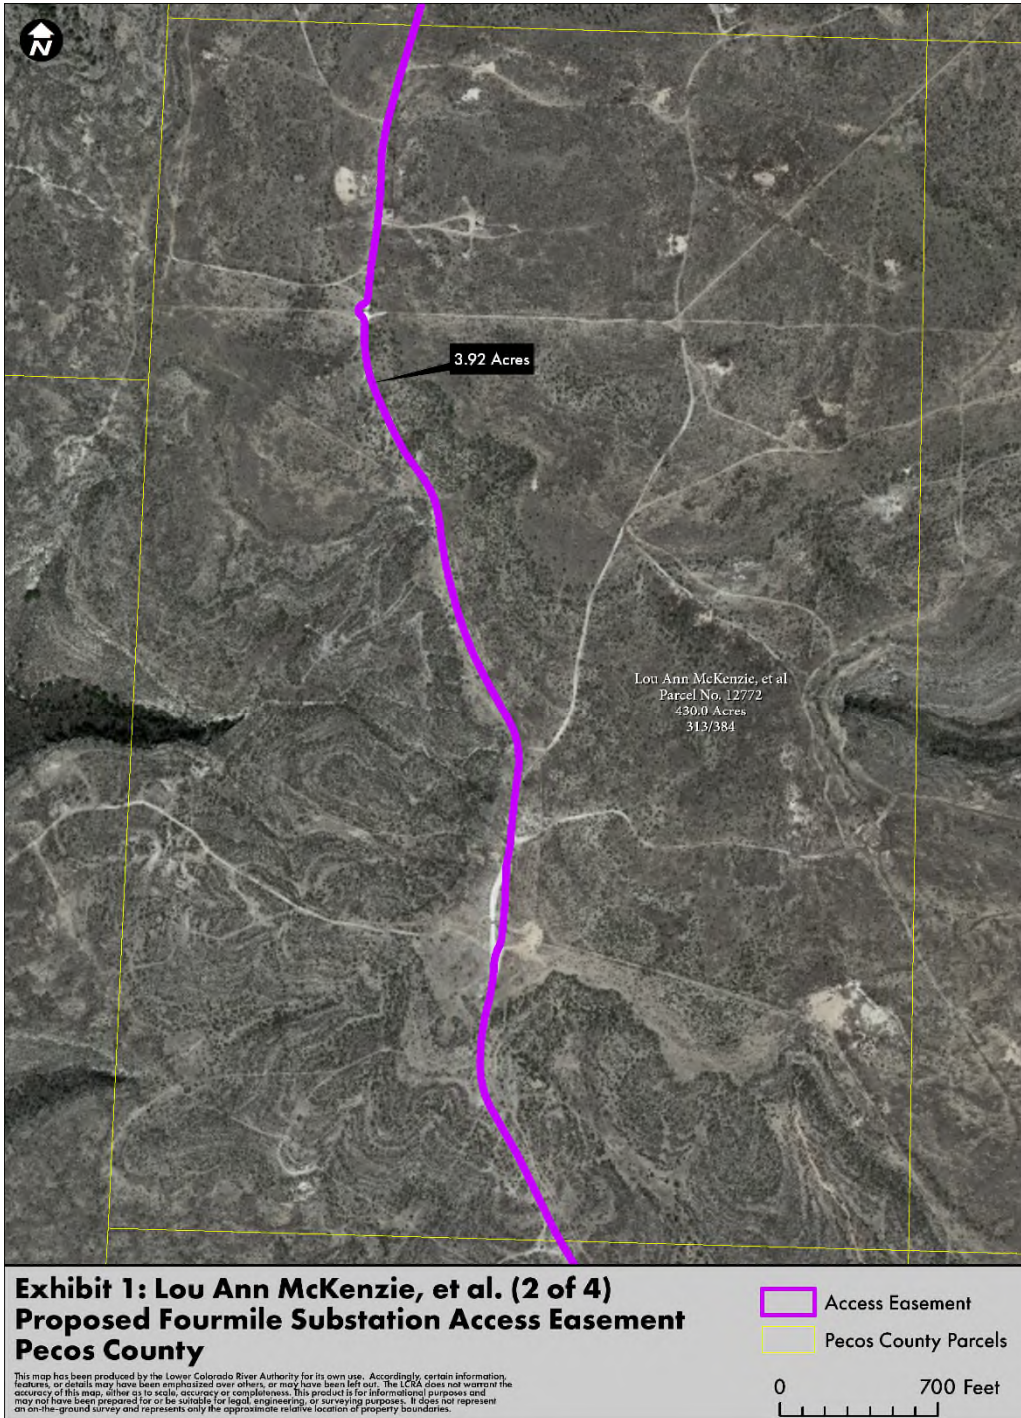 N
3.92 Acres
Lou Ann McKenzie, et al
Parcel No. 12772
430.0 Acres
313/384
Exhibit 1: Lou Ann McKenzie, et al. (2 of 4)
Proposed Fourmile Substation Access Easement
Pecos County
This map has been produced by the Lower Colorado River Authority for its own use. Accordingly, certain information,
features, or details may have been emphasized over others, or may have been left out. The LCRA does not warrant the
accuracy of this map, either as to scale, accuracy or completeness. This product is for informational purposes and
may not have been prepared for or be suitable for legal, engineering, or surveying purposes. It does not represent
an on-the-ground survey and represents only the approximate relative location of property boundaries.
Access Easement
Pecos County Parcels
0 700 Feet